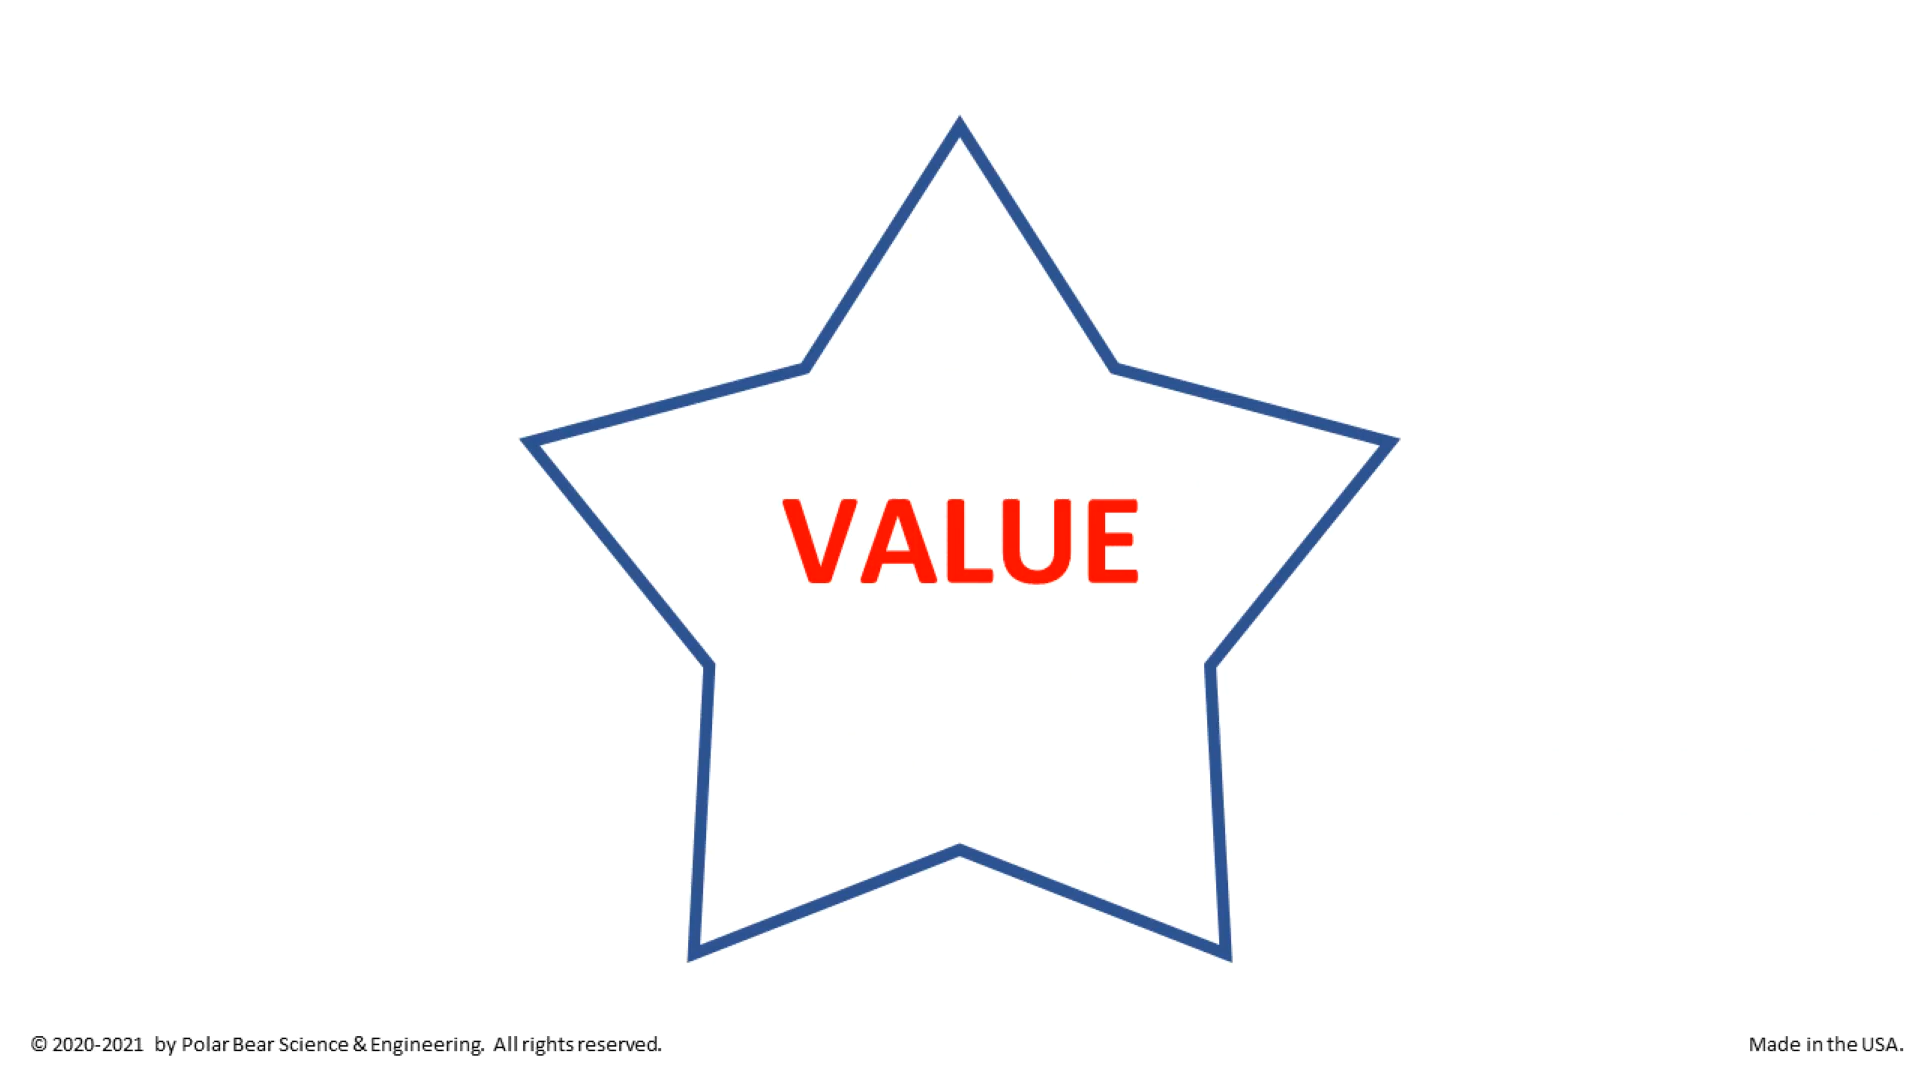 VALUE
© 2020-2021 by Polar Bear Science & Engineering. All rights reserved.
Made in the USA.